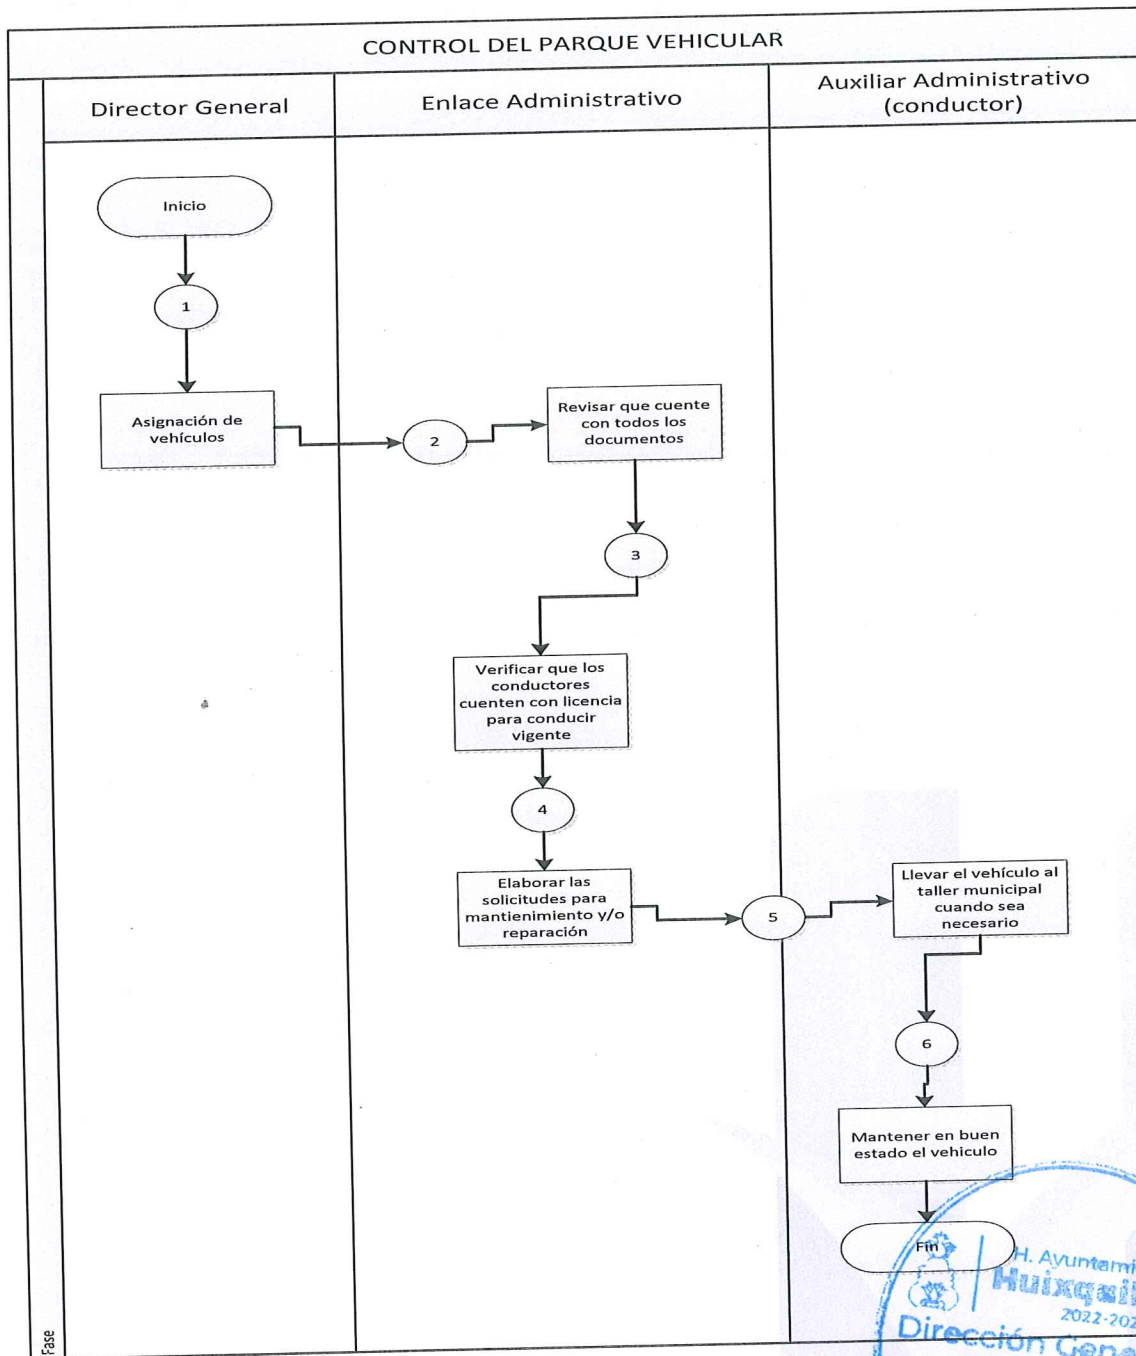 CONTROL DEL PARQUE VEHICULAR
Director General
Enlace Administrativo
Auxiliar Administrativo
(conductor)
Inicio
1
Asignación de
vehículos
2
Revisar que cuente
con todos los
documentos
3
Verificar que los
conductores
cuenten con licencia
para conducir
vigente
4
Elaborar las
solicitudes para
mantienimiento y/o
reparación
5
Llevar el vehículo al
taller municipal
cuando sea
necesario
6
Mantener en buen
estado el vehiculo
Fin
H.
2022-202
Dirección
Fase